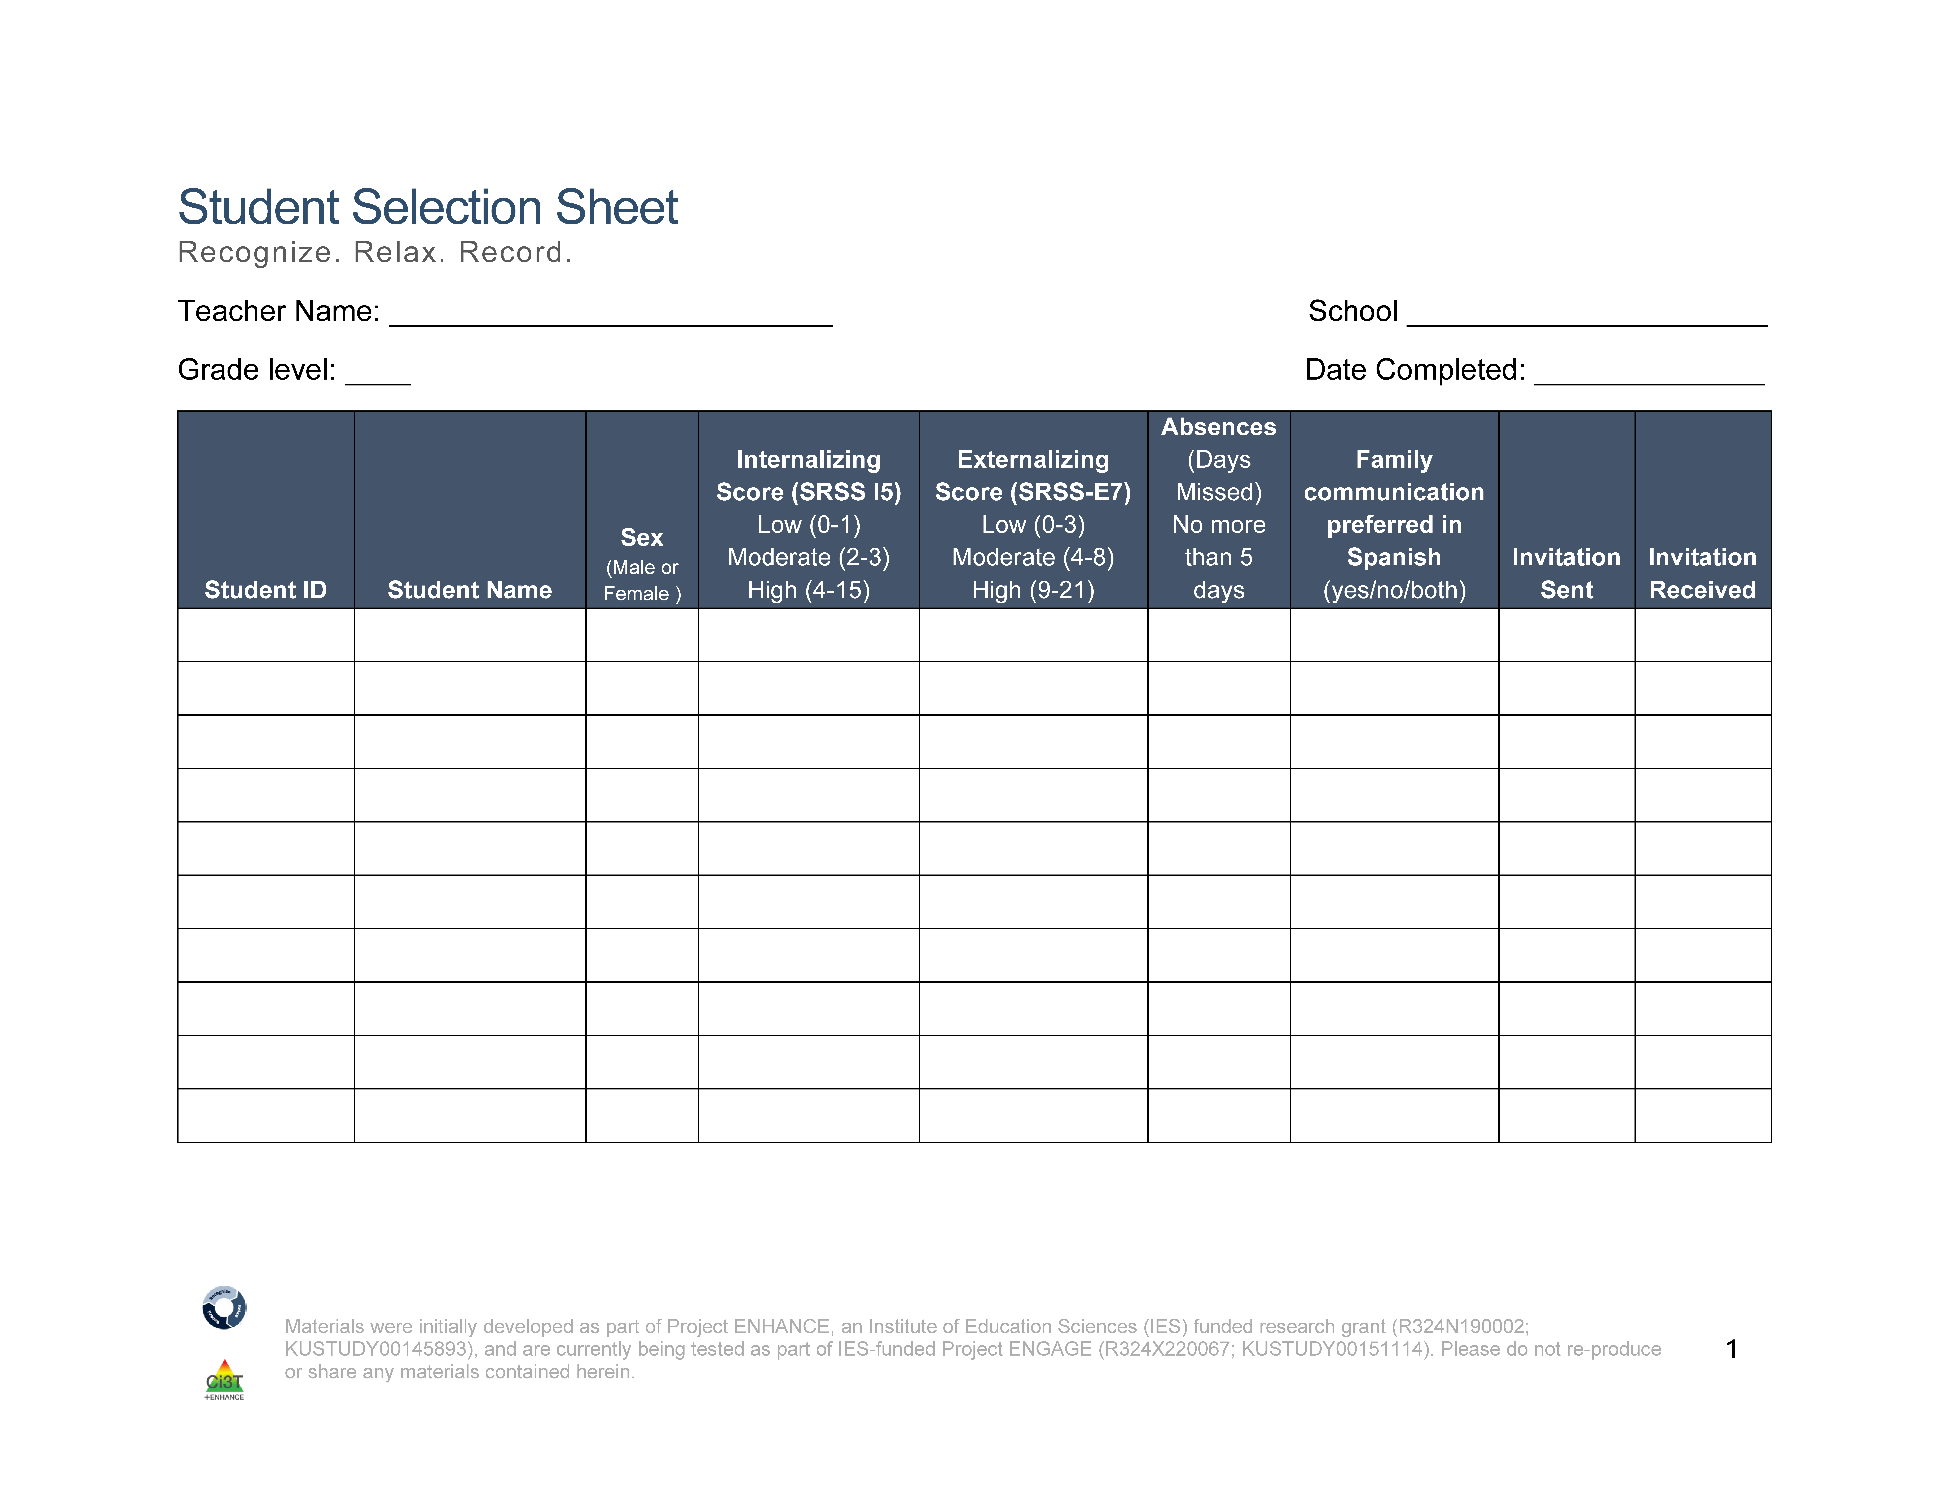 Student Selection Sheet
Recognize. Relax. Record.
Teacher Name: ___________________________ School ______________________
Grade level: ____ Date Completed: ______________
Student ID
Student Name
Sex
(Male or
Female )
Internalizing
Score (SRSS I5)
Low (0-1)
Moderate (2-3)
High (4-15)
Externalizing
Score (SRSS-E7)
Low (0-3)
Moderate (4-8)
High (9-21)
Absences
(Days
Missed)
No more
than 5
days
Family
communication
preferred in
Spanish
(yes/no/both)
Invitation
Sent
Invitation
Received
Materials were initially developed as part of Project ENHANCE, an Institute of Education Sciences (IES) funded research grant (R324N190002;
KUSTUDY00145893), and are currently being tested as part of IES-funded Project ENGAGE (R324X220067; KUSTUDY00151114). Please do not re-produce
or share any materials contained herein.
1
Ci3T
+ENHANCE